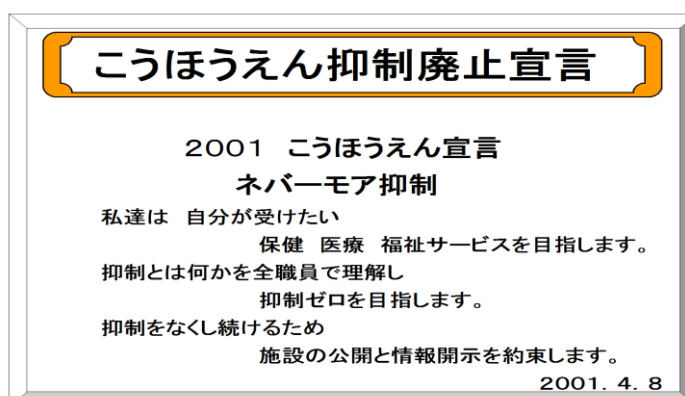 こうほうえん抑制廃止宣言
2001 こうほうえん宣言
ネバーモア抑制
私達は 自分が受けたい
保健 医療 福祉サービスを目指します。
抑制とは何かを全職員で理解し
抑制ゼロを目指します。
抑制をなくし続けるため
施設の公開と情報開示を約束します。
2001.4.8